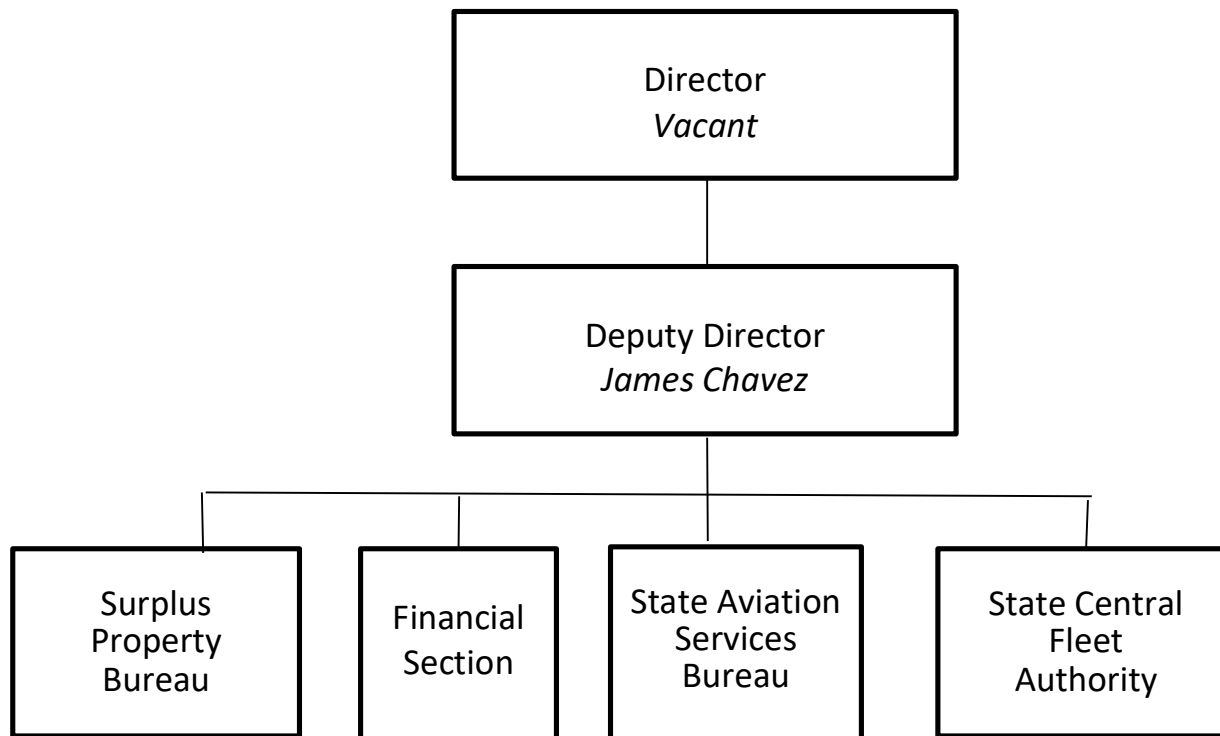 Director
Vacant
Deputy Director
James Chavez
Surplus
Property
Bureau
Financial
Section
State Aviation
Services
Bureau
State Central
Fleet
Authority